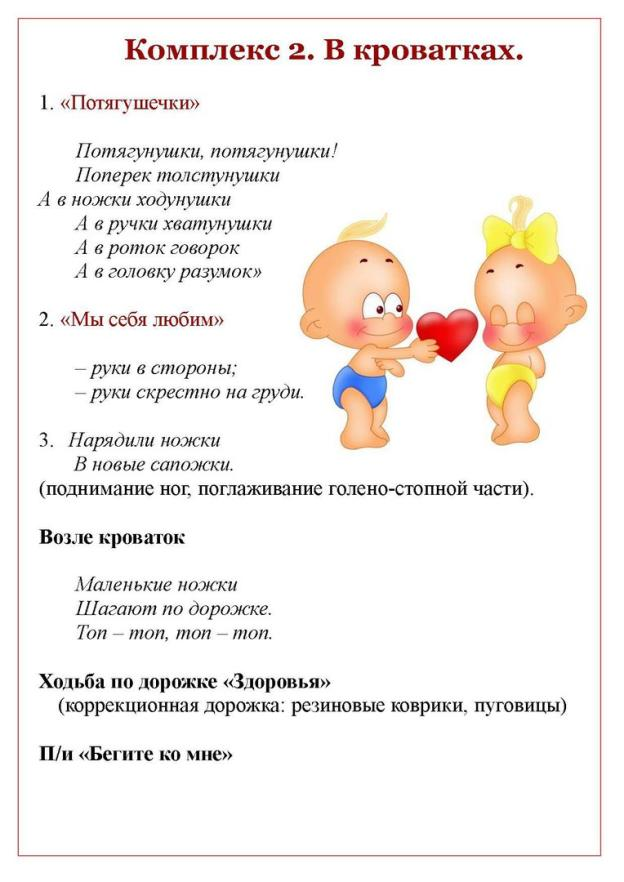 Комплекс 2. В кроватках.
1. «Потягушечки»
Потягунушки, потягунушки!
Поперек толстунушки
А в ножки ходунушки
А в ручки хватунушки
А в роток говорок
А в головку разумок»
2. «Мы себя любим»
– руки в стороны;
– руки скрестно на груди.
3. Нарядили ножки
В новые сапожки.
(поднимание ног, поглаживание голено-стопной части).
Возле кроваток
Маленькие ножки
Шагают по дорожке.
Топ – топ, топ – топ.
Ходьба по дорожке «Здоровья»
(коррекционная дорожка: резиновые коврики, пуговицы)
П/и «Бегите ко мне»